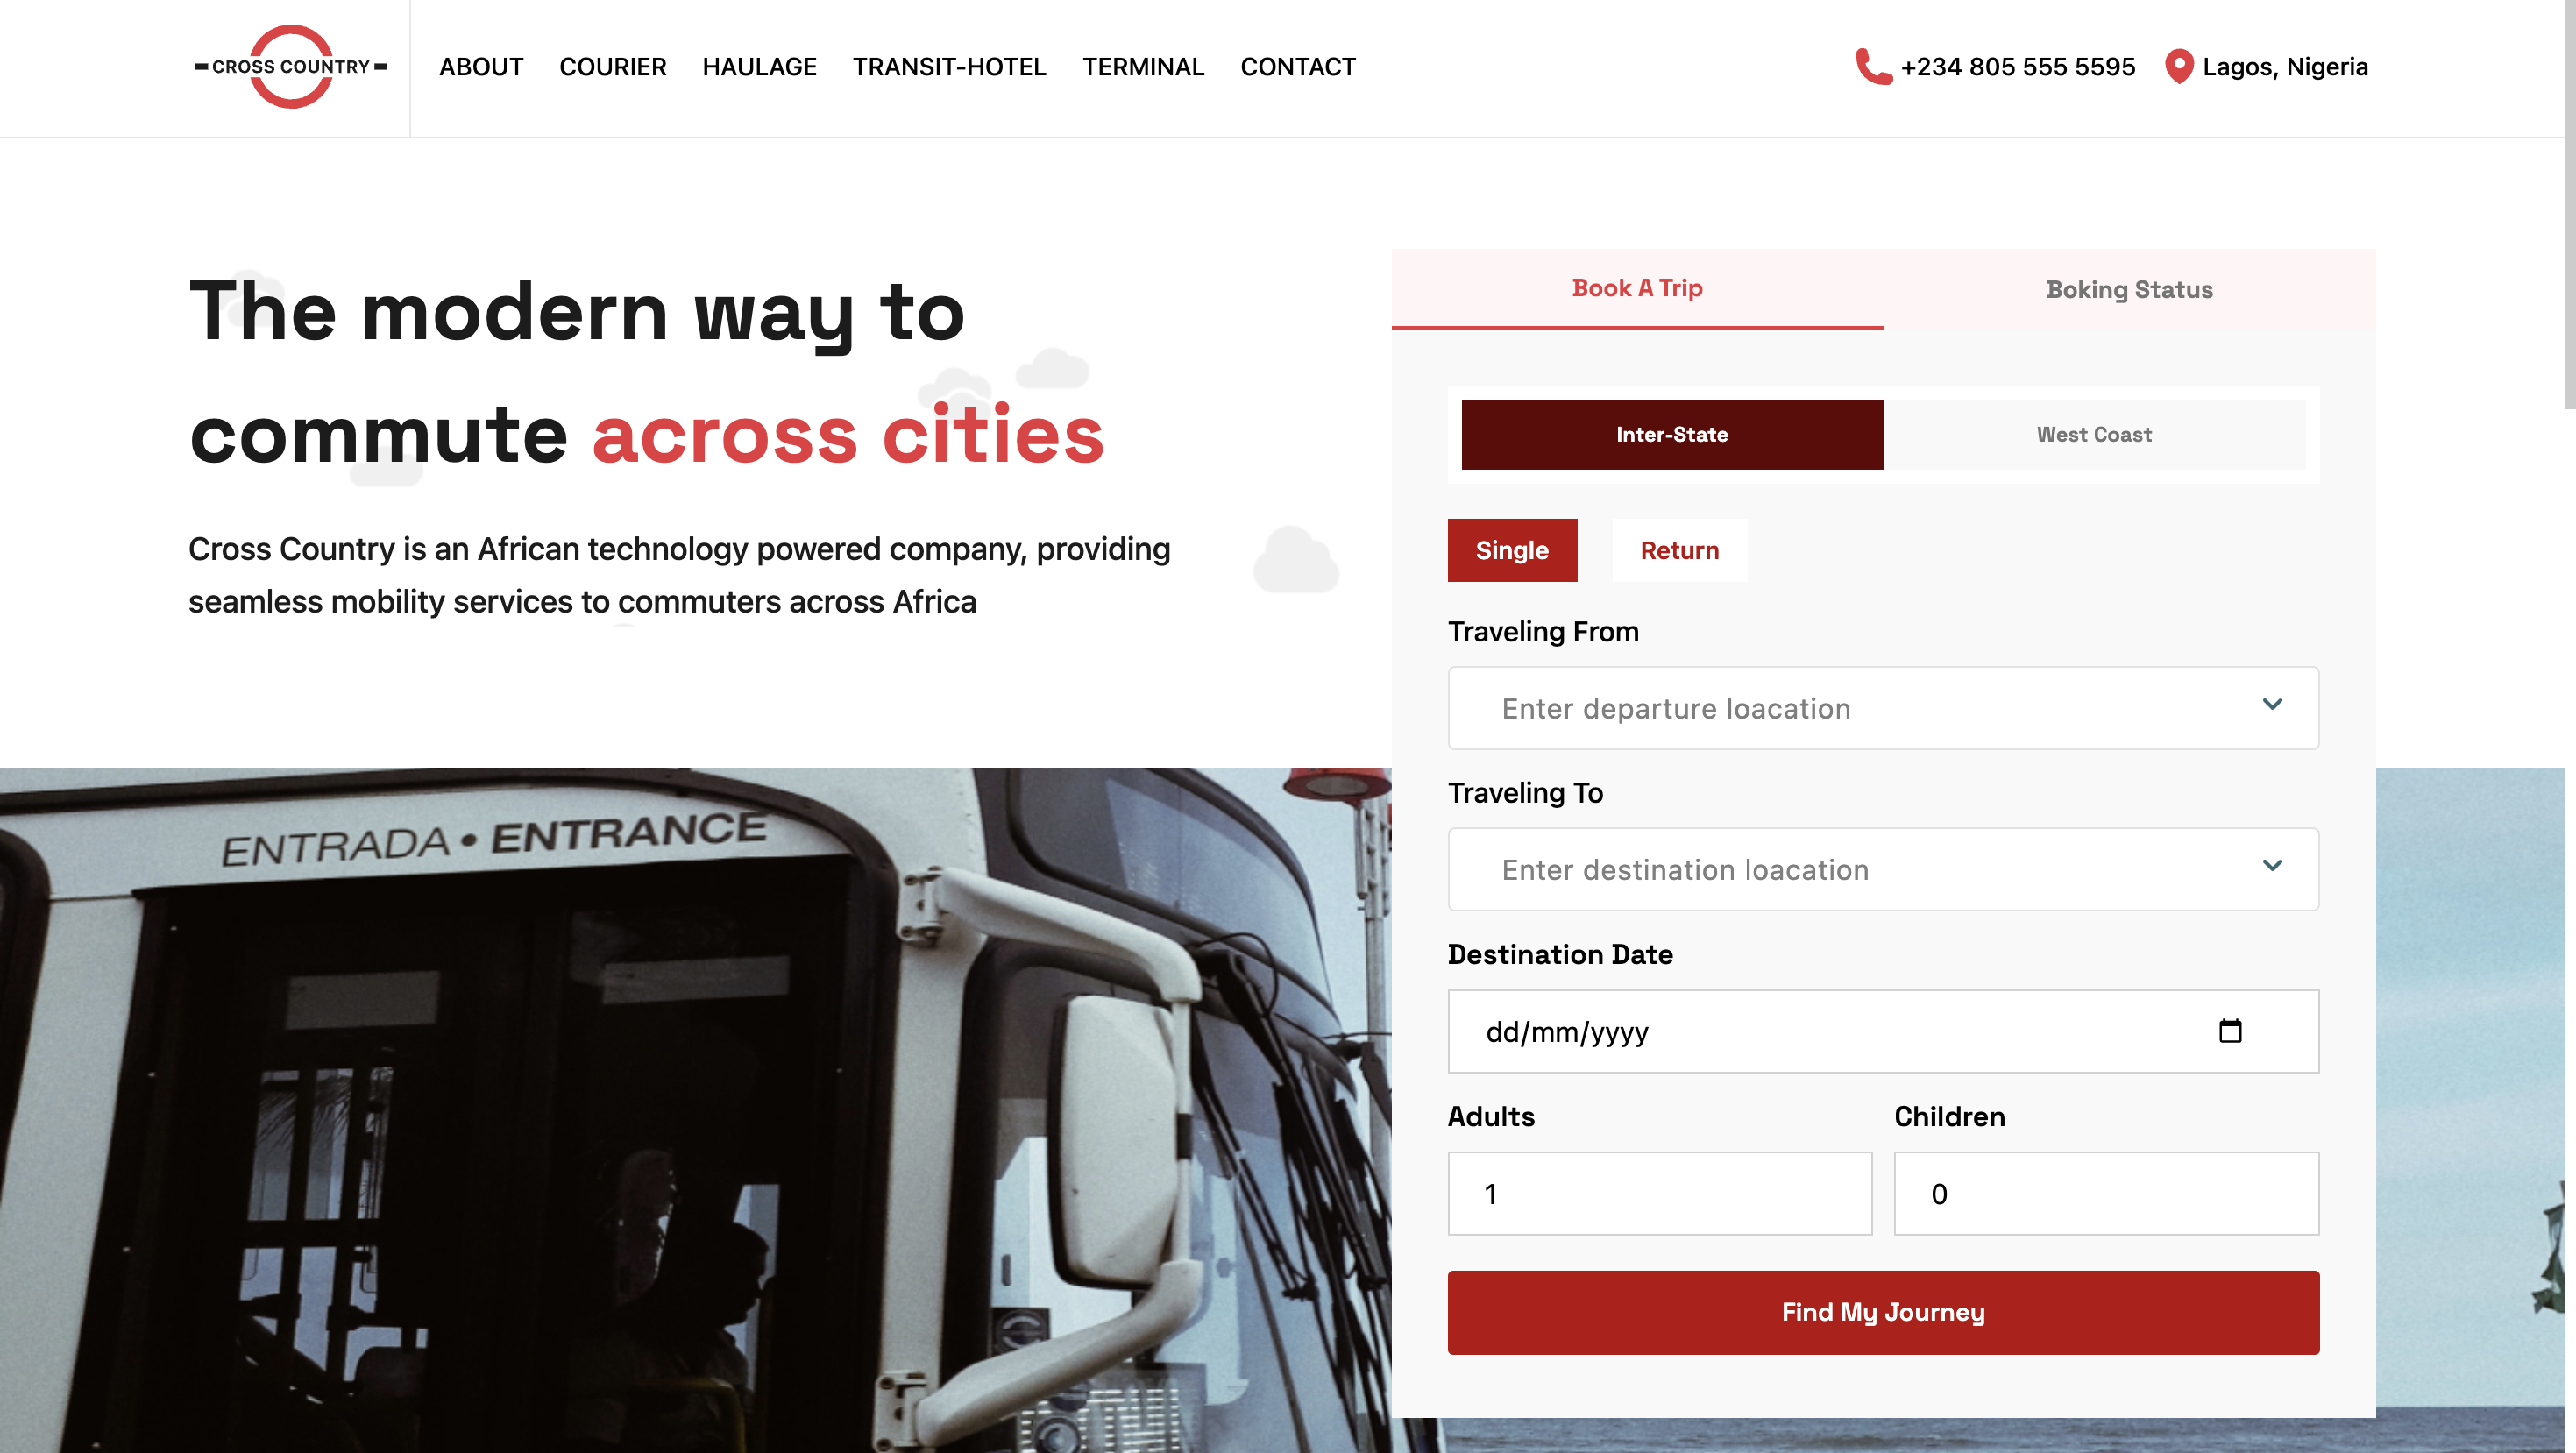 CROSS COUNTRY
ABOUT COURIER HAULAGE TRANSIT-HOTEL TERMINAL CONTACT
+234 805 555 5595 Lagos, Nigeria
The modern way to
commute across cities
Cross Country is an African technology powered company, providing
seamless mobility services to commuters across Africa
Book A Trip Boking Status
Inter-State West Coast
Single Return
Traveling From
Enter departure loacation
Traveling To
Enter destination loacation
Destination Date
dd/mm/yyyy
Adults Children
1 0
Find My Journey
ENTRADA • ENTRANCE